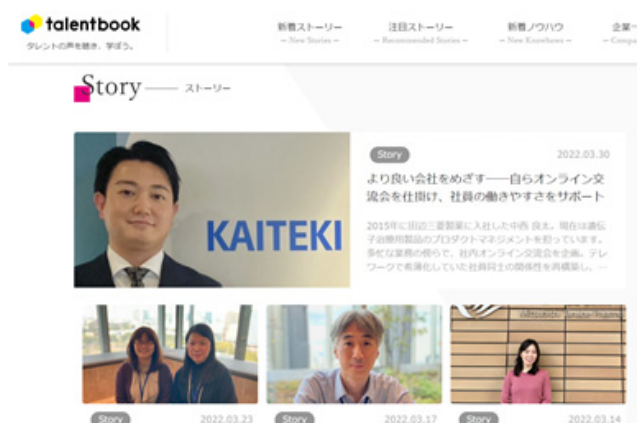 talentbook
タレントの声を聴き、学ぼう。
新着ストーリー
– New Stories –
注目ストーリー
– Recommended Stories –
新着ノウハウ
– New Knowhows –
企業一
– Compa
Story
ストーリー
KAITEKI
Story
2022.03.30
より良い会社をめざす——自らオンライン交
流会を仕掛け、社員の働きやすさをサポート
2015年に田辺三菱製薬に入社した中西 良太。現在は遺伝
子治療用製品のプロダクトマネジメントを担っています。
多忙な業務の傍らで、社内オンライン交流会を企画。テレ
ワークで希薄化していた社員同士の関係性を再構築し、…
Mitsubishi Tanabe Pharma
Story
2022.03.23
Story
2022.03.17
Story
2022.03.14